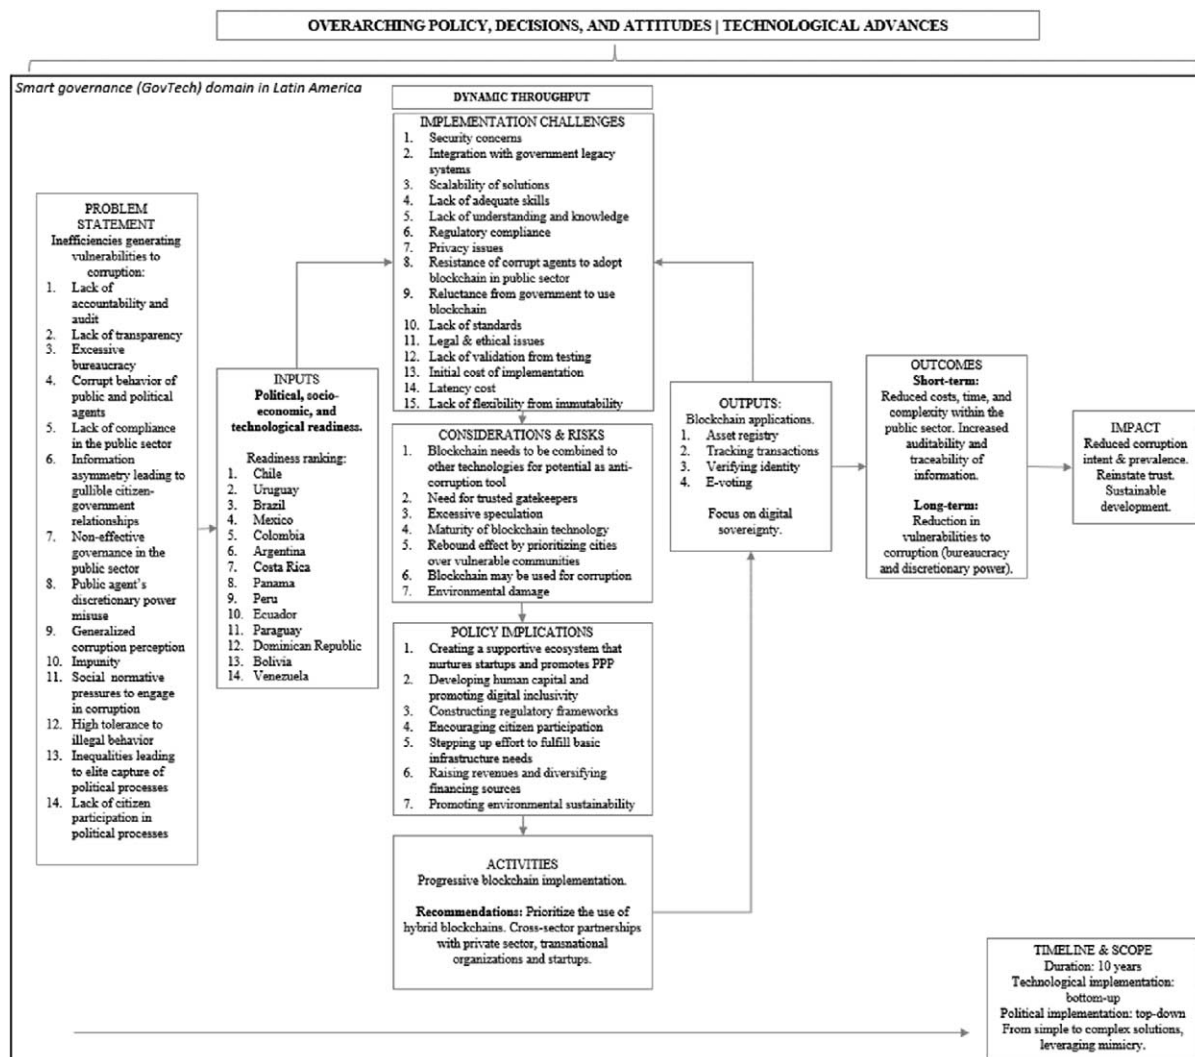 OVERARCHING POLICY, DECISIONS, AND ATTITUDES | TECHNOLOGICAL ADVANCES
Smart governance (GovTech) domain in Latin America
PROBLEM
STATEMENT
Inefficiencies generating
vulnerabilities to
corruption:
1. Lack of
accountability and
audit
2. Lack of transparency
3. Excessive
bureaucracy
4. Corrupt behavior of
public and political
agents
5. Lack of compliance
in the public sector
6. Information
asymmetry leading to
gullible citizen-
government
relationships
7. Non-effective
governance in the
public sector
8. Public agent's
discretionary power
misuse
9. Generalized
corruption perception
10. Impunity
11. Social normative
pressures to engage
in corruption
12. High tolerance to
illegal behavior
13. Inequalities leading
to elite capture of
political processes
14. Lack of citizen
participation in
political processes
INPUTS
Political, socio-
economic, and
technological readiness.
Readiness ranking:
1. Chile
2. Uruguay
3. Brazil
4. Mexico
5. Colombia
6. Argentina
7. Costa Rica
8. Panama
9. Peru
10. Ecuador
11. Paraguay
12. Dominican Republic
13. Bolivia
14. Venezuela
DYNAMIC THROUGHPUT
IMPLEMENTATION CHALLENGES
1. Security concerns
2. Integration with government legacy
systems
3. Scalability of solutions
4. Lack of adequate skills
5. Lack of understanding and knowledge
6. Regulatory compliance
7. Privacy issues
8. Resistance of corrupt agents to adopt
blockchain in public sector
9. Reluctance from government to use
blockchain
10. Lack of standards
11. Legal & ethical issues
12. Lack of validation from testing
13. Initial cost of implementation
14. Latency cost
15. Lack of flexibility from immutability
CONSIDERATIONS & RISKS
1. Blockchain needs to be combined to
other technologies for potential as anti-
corruption tool
2. Need for trusted gatekeepers
3. Excessive speculation
4. Maturity of blockchain technology
5. Rebound effect by prioritizing cities
over vulnerable communities
6. Blockchain may be used for corruption
7. Environmental damage
POLICY IMPLICATIONS
1. Creating a supportive ecosystem that
nurtures startups and promotes PPP
2. Developing human capital and
promoting digital inclusivity
3. Constructing regulatory frameworks
4. Encouraging citizen participation
5. Stepping up effort to fulfill basic
infrastructure needs
6. Raising revenues and diversifying
financing sources
7. Promoting environmental sustainability
ACTIVITIES
Progressive blockchain implementation.
Recommendations: Prioritize the use of
hybrid blockchains. Cross-sector partnerships
with private sector, transnational
organizations and startups.
OUTPUTS:
Blockchain applications.
1. Asset registry
2. Tracking transactions
3. Verifying identity
4. E-voting
Focus on digital
sovereignty.
OUTCOMES
Short-term:
Reduced costs, time, and
complexity within the
public sector. Increased
auditability and
traceability of
information.
Long-term:
Reduction in
vulnerabilities to
corruption (bureaucracy
and discretionary power).
IMPACT
Reduced corruption
intent & prevalence.
Reinstate trust.
Sustainable
development.
TIMELINE & SCOPE
Duration: 10 years
Technological implementation:
bottom-up
Political implementation: top-down
From simple to complex solutions,
leveraging mimicry.